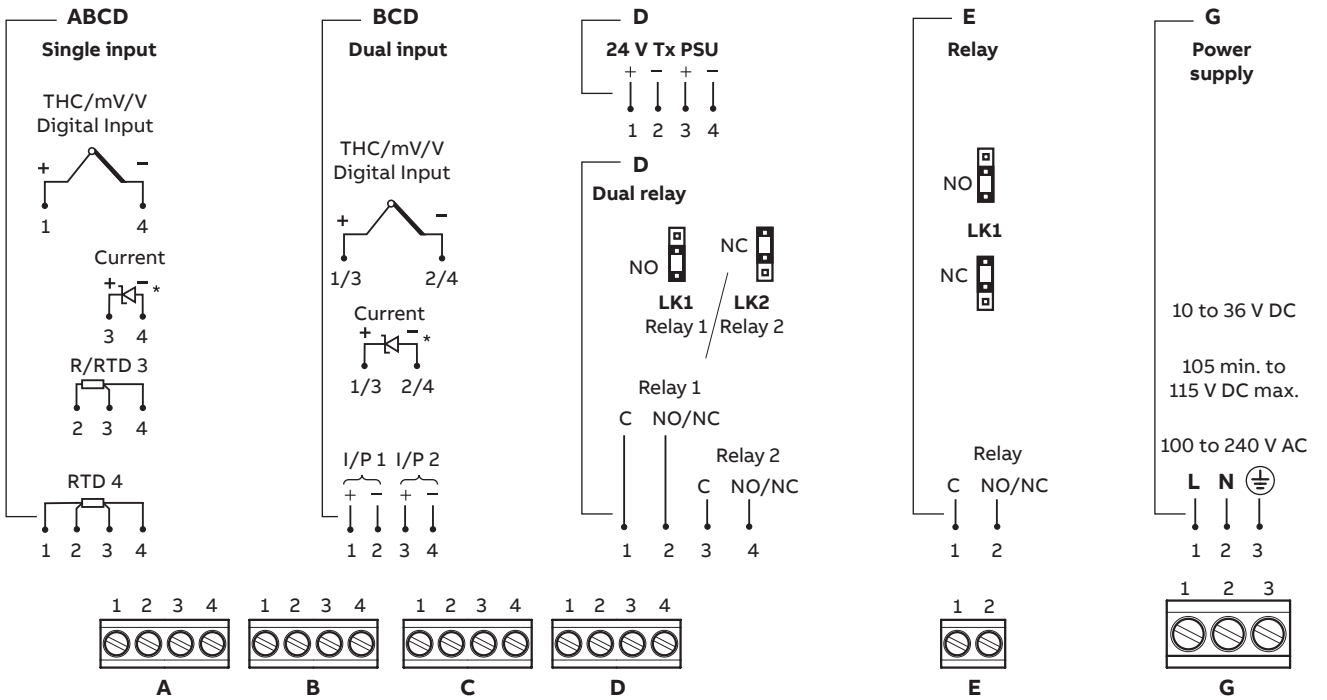 ABCD
Single input
THC/mV/V
Digital Input
+ −
1 4
Current
+ − *
3 4
R/RTD 3
2 3 4
RTD 4
1 2 3 4
BCD
Dual input
THC/mV/V
Digital Input
+ −
1/3 2/4
Current
+ − *
1/3 2/4
I/P 1 I/P 2
+ − + −
1 2 3 4
D
24 V Tx PSU
+ − + −
1 2 3 4
D
Dual relay
NO NC
LK1 LK2
Relay 1 Relay 2
Relay 1
C NO/NC
Relay 2
C NO/NC
1 2 3 4
E
Relay
NO
LK1
NC
Relay
C NO/NC
1 2
G
Power
supply
10 to 36 V DC
105 min. to
115 V DC max.
100 to 240 V AC
L N
1 2 3
1 2 3 4
A
1 2 3 4
B
1 2 3 4
C
1 2 3 4
D
1 2
E
1 2 3
G